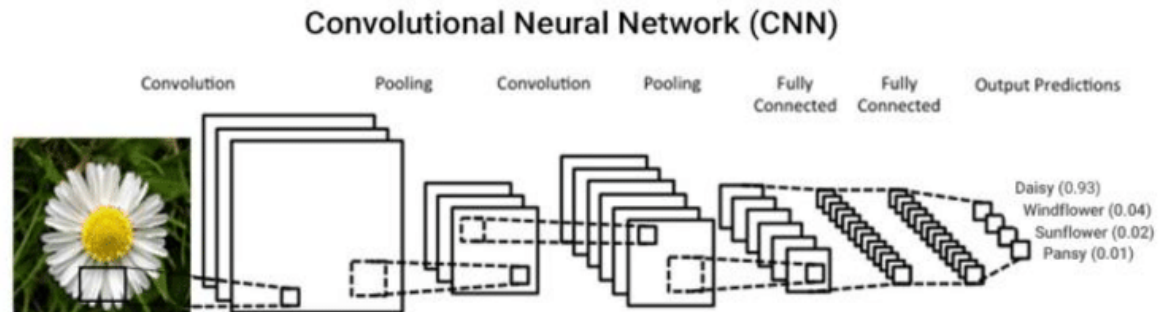 Convolutional Neural Network (CNN)
Convolution
Pooling
Convolution
Pooling
Fully
Connected
Fully
Connected
Output Predictions
Daisy (0.93)
Windflower (0.04)
Sunflower (0.02)
Pansy (0.01)